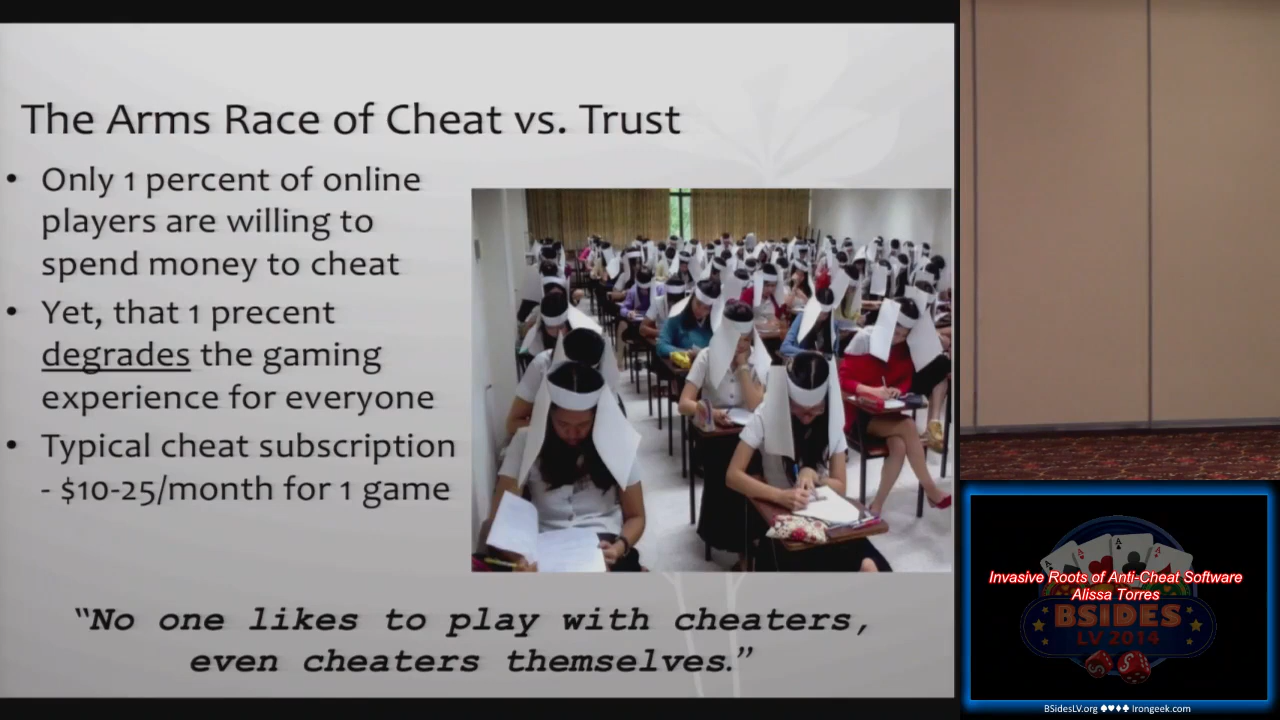 The Arms Race of Cheat vs. Trust
• Only 1 percent of online
players are willing to
spend money to cheat
• Yet, that 1 precent
degrades the gaming
experience for everyone
• Typical cheat subscription
- $10-25/month for 1 game
“No one likes to play with cheaters,
even cheaters themselves.”
Invasive Roots of Anti-Cheat Software
Alissa Torres
BSIDES
LV 2014
BSidesLV.org ♠♥♦♣ Irongeek.com